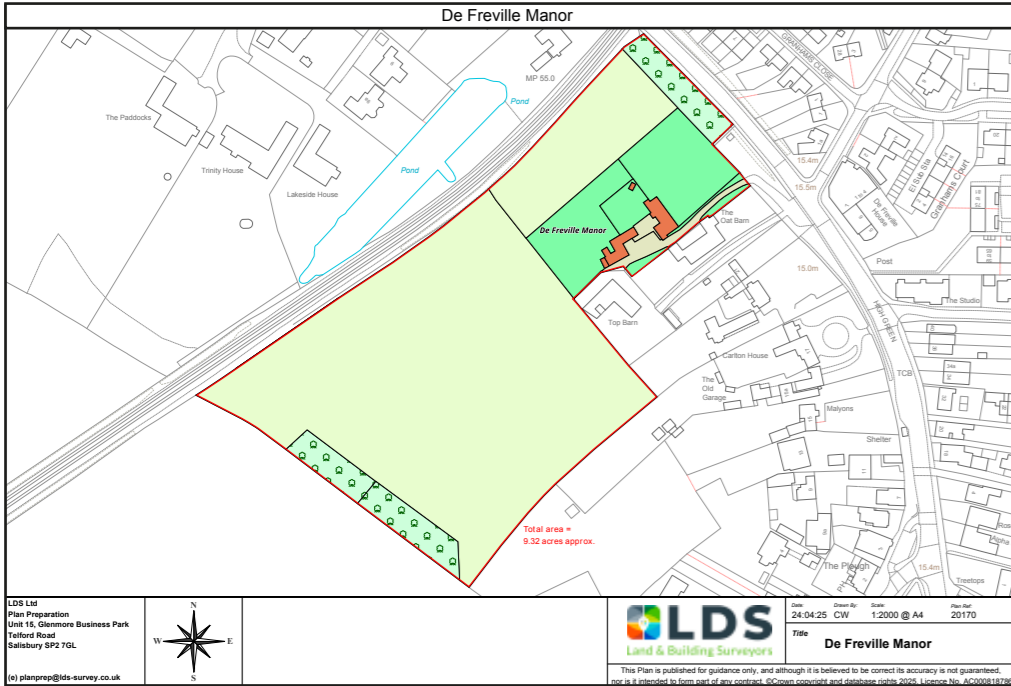 De Freville Manor
GRANHAMS CLOSE
MP 55.0
Pond
The Paddocks
15.4m
Trinity House
Pond
El Sub Sta
Granhams Court
Lakeside House
15.5m
De Freville
House
The
Oat Barn
De Freville Manor
Post
15.0m
The Studio
HIGH GREEN
Top Barn
Carlton House
TCB
The
Old
Garage
Malyons
Shelter
Total area =
9.32 acres approx.
The Plough
PH
15.4m
Treetops
LDS Ltd
Plan Preparation
Unit 15, Glenmore Business Park
Telford Road
Salisbury SP2 7GL
(e) planprep@lds-survey.co.uk
N
W
E
S
LDS
Land & Building Surveyors
Date: Drawn By: Scale: Plan Ref:
24:04:25 CW 1:2000 @ A4 20170
Title
De Freville Manor
This Plan is published for guidance only, and although it is believed to be correct its accuracy is not guaranteed,
nor is it intended to form part of any contract. ©Crown copyright and database rights 2025. Licence No. AC000818786